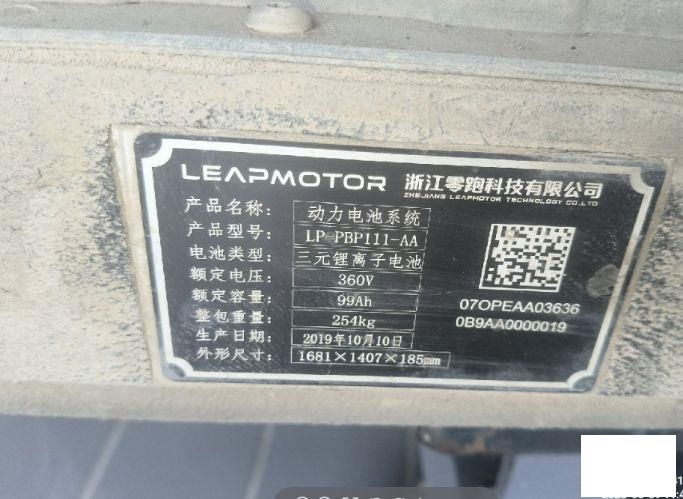 LEAPMOTOR 浙江零跑科技有限公司
ZHEJIANG LEAPMOTOR TECHNOLOGY CO.,LTD
产品名称: 动力电池系统
产品型号: LP-PBP111-AA
电池类型: 三元锂离子电池
额定电压: 360V
额定容量: 99Ah
整包重量: 254kg
生产日期: 2019年10月10日
外形尺寸: 1681×1407×185mm
07OPEAA03636
0B9AA0000019